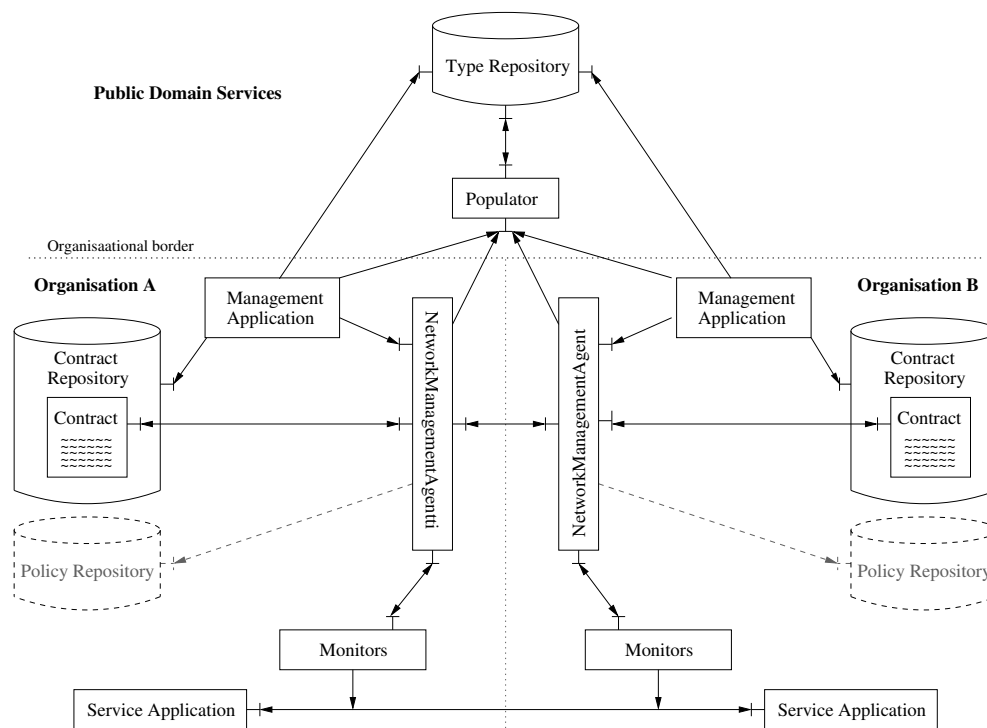 Type Repository
Public Domain Services
Populator
Organisaational border
Organisation A
Management
Application
Management
Application
Organisation B
Contract
Repository
Contract
≈≈≈≈≈≈
≈≈≈≈≈≈
≈≈≈≈≈≈
NetworkManagementAgentti
NetworkManagementAgent
Contract
Repository
Contract
≈≈≈≈≈≈
≈≈≈≈≈≈
≈≈≈≈≈≈
Policy Repository
Policy Repository
Monitors
Monitors
Service Application
Service Application